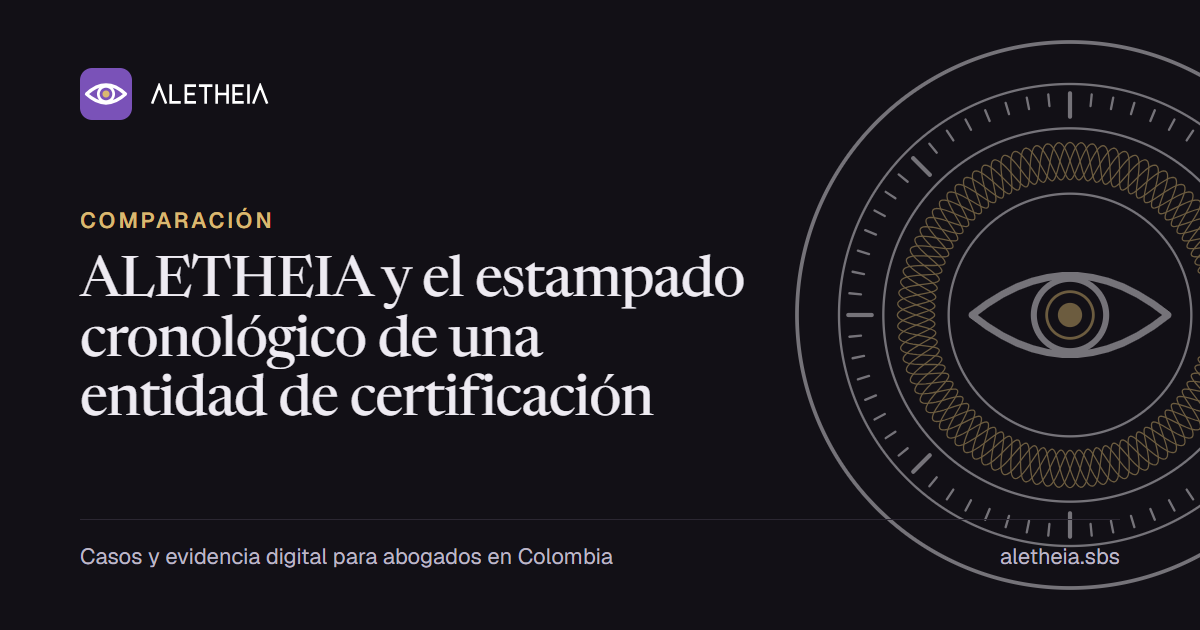 ALETHEIA
COMPARACIÓN
ALETHEIA y el estampado
cronológico de una
entidad de certificación
Casos y evidencia digital para abogados en Colombia
aletheia.sbs